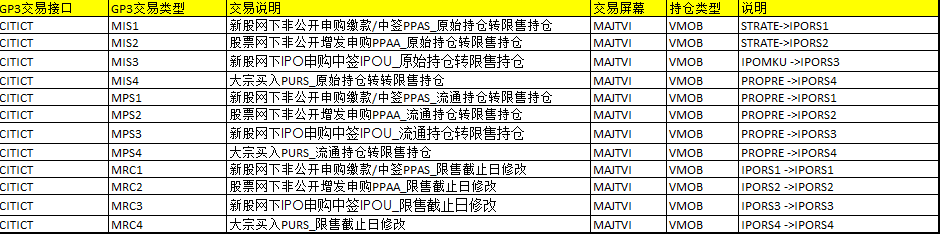 GP3交易接口 GP3交易类型 交易说明 交易屏幕 持仓类型 说明
CITICT MIS1 新股网下非公开申购缴款/中签PPAS_原始持仓转限售持仓 MAJTVI VMOB STRATE->IPORS1
CITICT MIS2 股票网下非公开增发申购PPAA_原始持仓转限售持仓 MAJTVI VMOB STRATE->IPORS2
CITICT MIS3 新股网下IPO申购中签IPOU_原始持仓转限售持仓 MAJTVI VMOB IPOMKU ->IPORS3
CITICT MIS4 大宗买入PURS_原始持仓转转限售持仓 MAJTVI VMOB PROPRE ->IPORS4
CITICT MPS1 新股网下非公开申购缴款/中签PPAS_流通持仓转限售持仓 MAJTVI VMOB PROPRE ->IPORS1
CITICT MPS2 股票网下非公开增发申购PPAA_流通持仓转限售持仓 MAJTVI VMOB PROPRE ->IPORS2
CITICT MPS3 新股网下IPO申购中签IPOU_流通持仓转限售持仓 MAJTVI VMOB PROPRE ->IPORS3
CITICT MPS4 大宗买入PURS_流通持仓转限售持仓 MAJTVI VMOB PROPRE ->IPORS4
CITICT MRC1 新股网下非公开申购缴款/中签PPAS_限售截止日修改 MAJTVI VMOB IPORS1 ->IPORS1
CITICT MRC2 股票网下非公开增发申购PPAA_限售截止日修改 MAJTVI VMOB IPORS2 ->IPORS2
CITICT MRC3 新股网下IPO申购中签IPOU_限售截止日修改 MAJTVI VMOB IPORS3 ->IPORS3
CITICT MRC4 大宗买入PURS_限售截止日修改 MAJTVI VMOB IPORS4 ->IPORS4